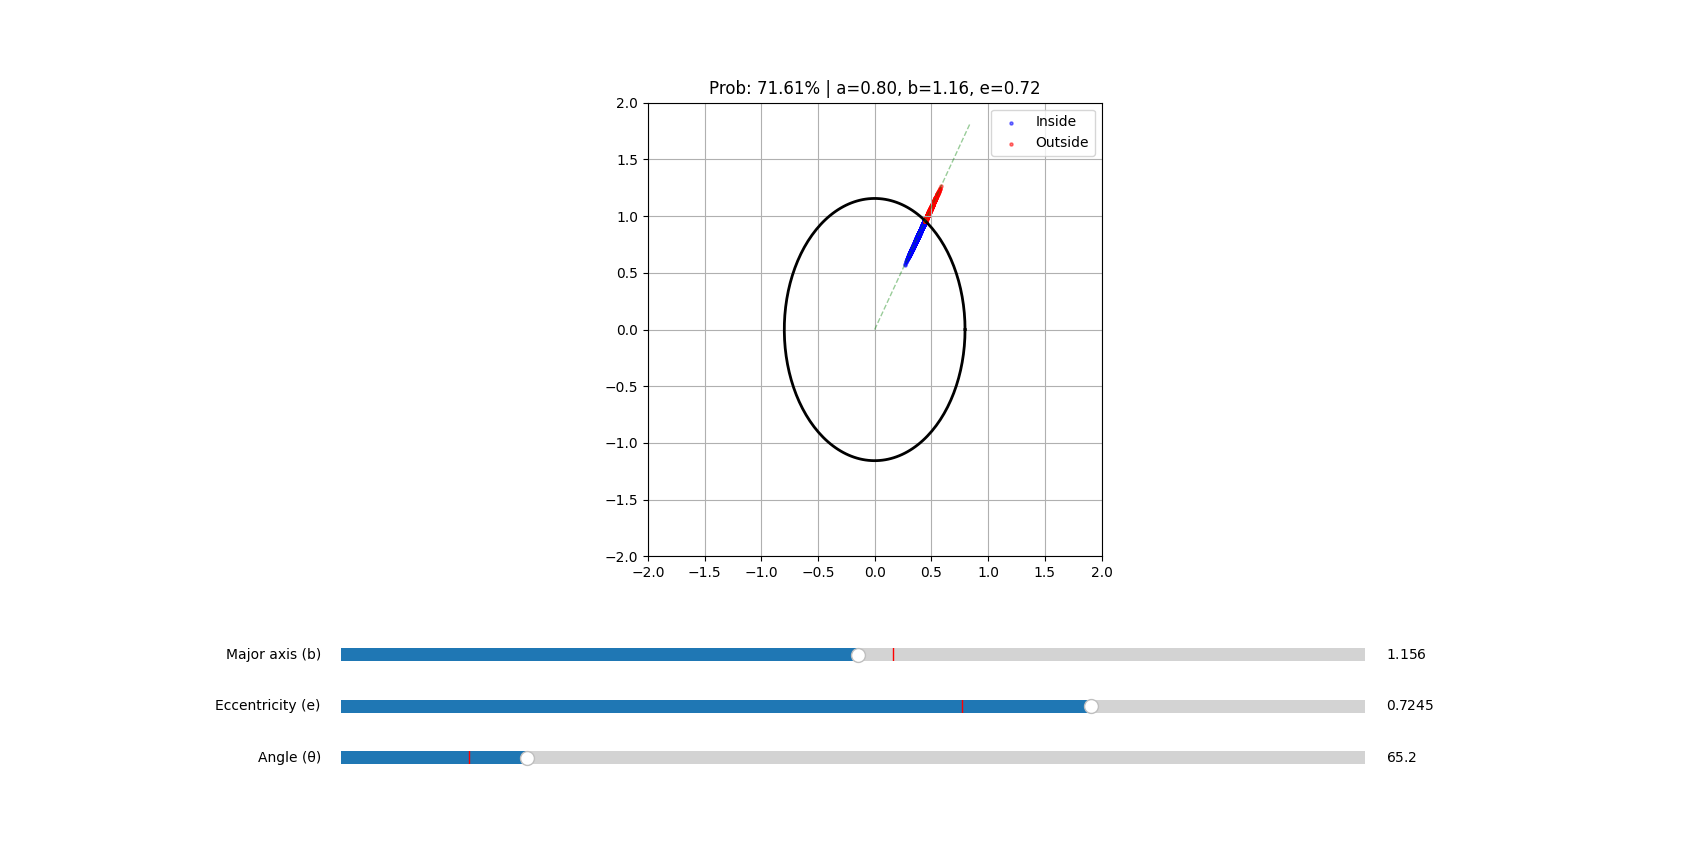 Prob: 71.61% | a=0.80, b=1.16, e=0.72
Inside
Outside
2.0
1.5
1.0
0.5
0.0
−0.5
−1.0
−1.5
−2.0
−2.0 −1.5 −1.0 −0.5 0.0 0.5 1.0 1.5 2.0
Major axis (b) 1.156
Eccentricity (e) 0.7245
Angle (θ) 65.2